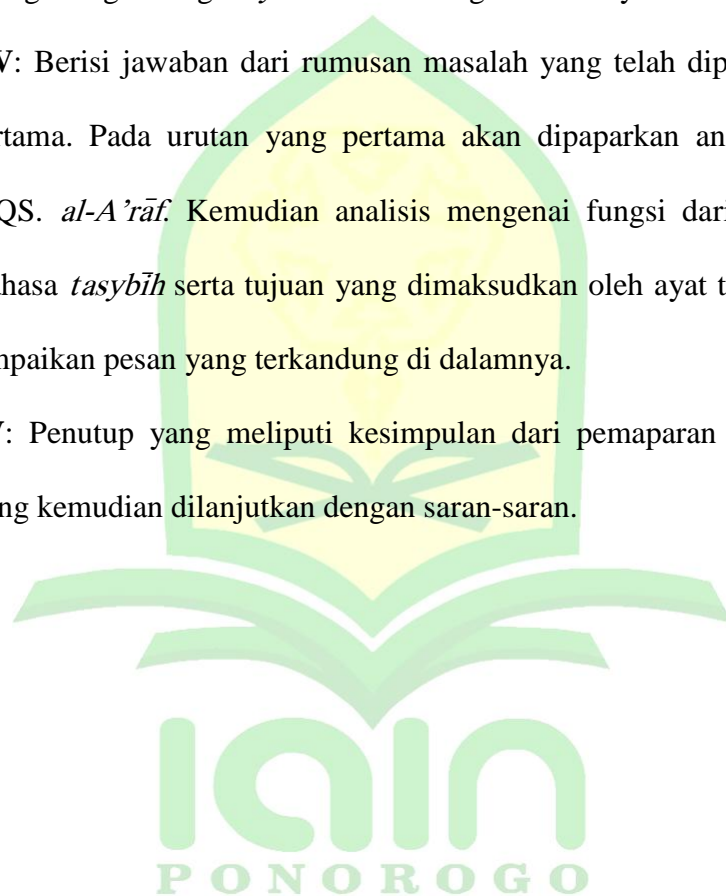 V: Berisi jawaban dari rumusan masalah yang telah dip
rtama. Pada urutan yang pertama akan dipaparkan an
QS. al-A'rāf. Kemudian analisis mengenai fungsi dari
ahasa tasybīh serta tujuan yang dimaksudkan oleh ayat t
mpaikan pesan yang terkandung di dalamnya.
V: Penutup yang meliputi kesimpulan dari pemaparan
ng kemudian dilanjutkan dengan saran-saran.
iain
PONOROGO